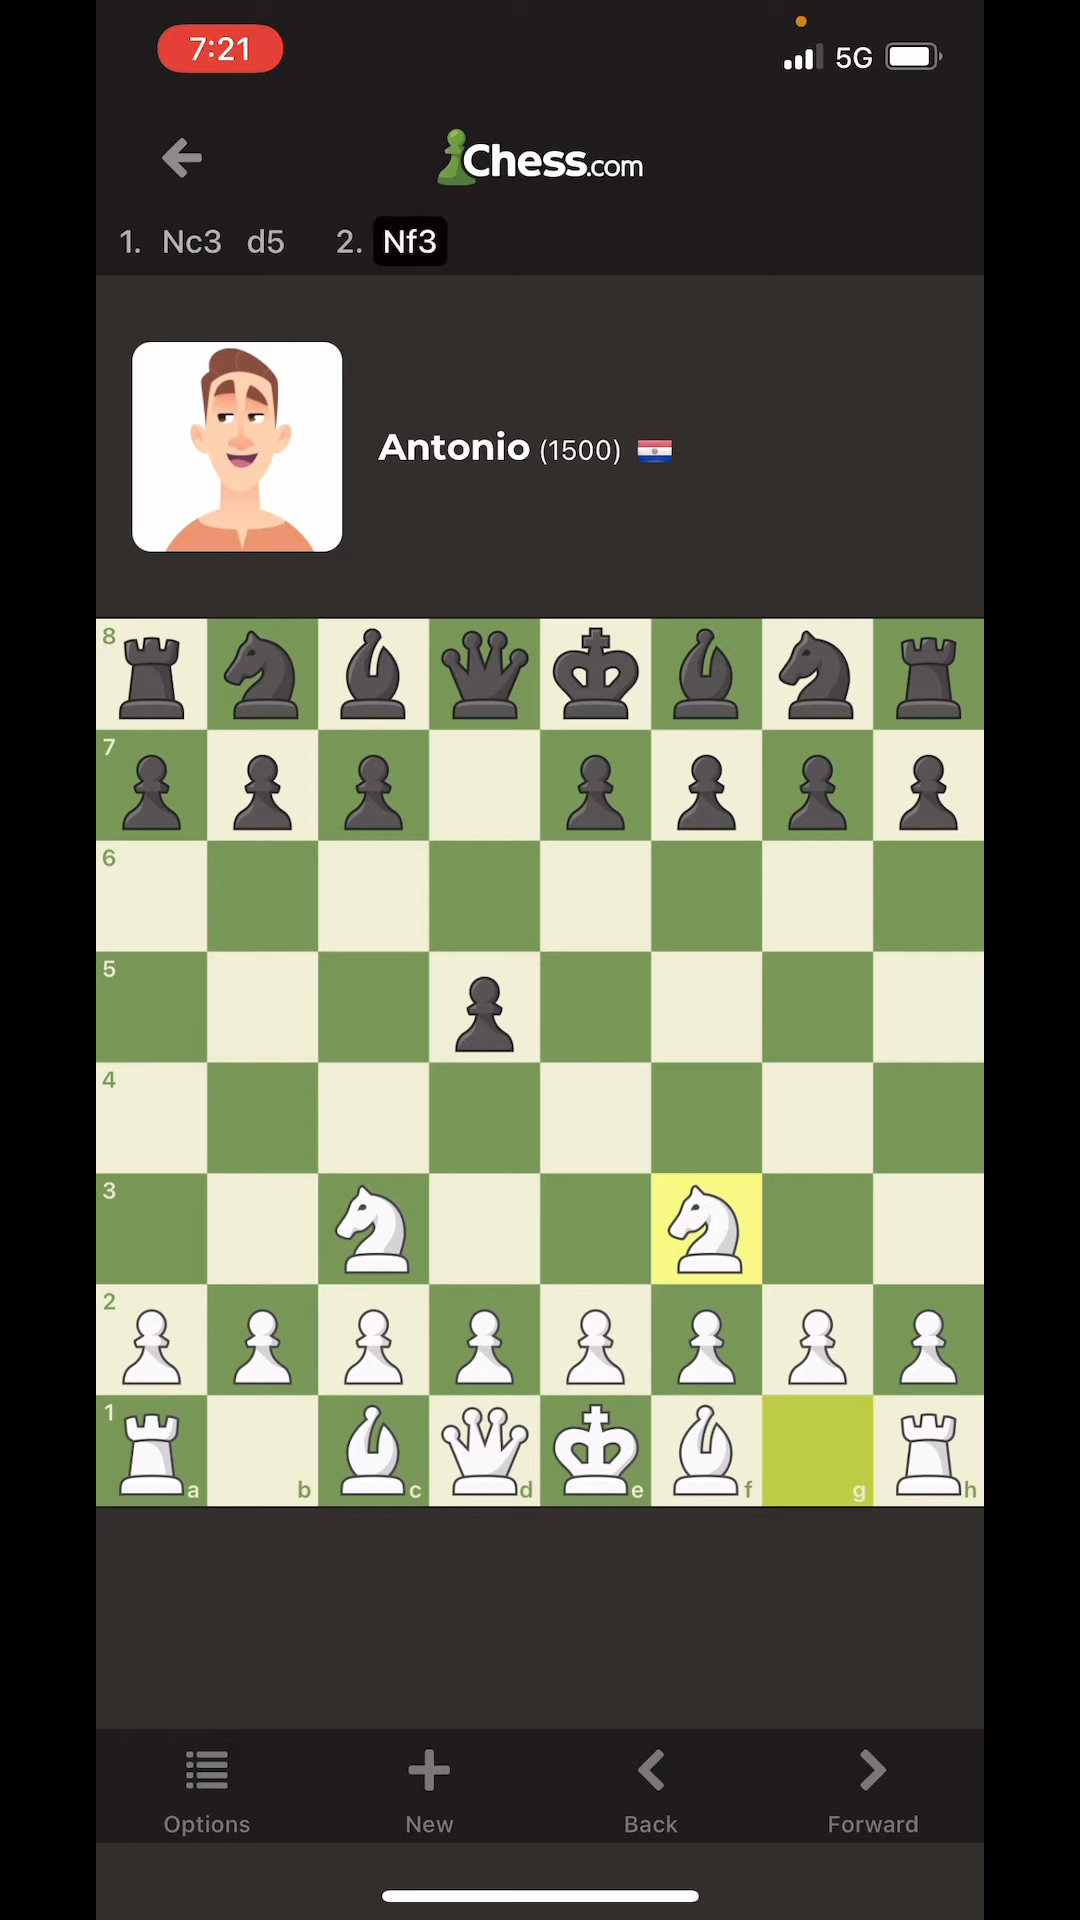 7:21 5G
Chess.com
1. Nc3 d5 2. Nf3
Antonio (1500)
8
7
6
5
4
3
2
1
a b c d e f g h
Options New Back Forward